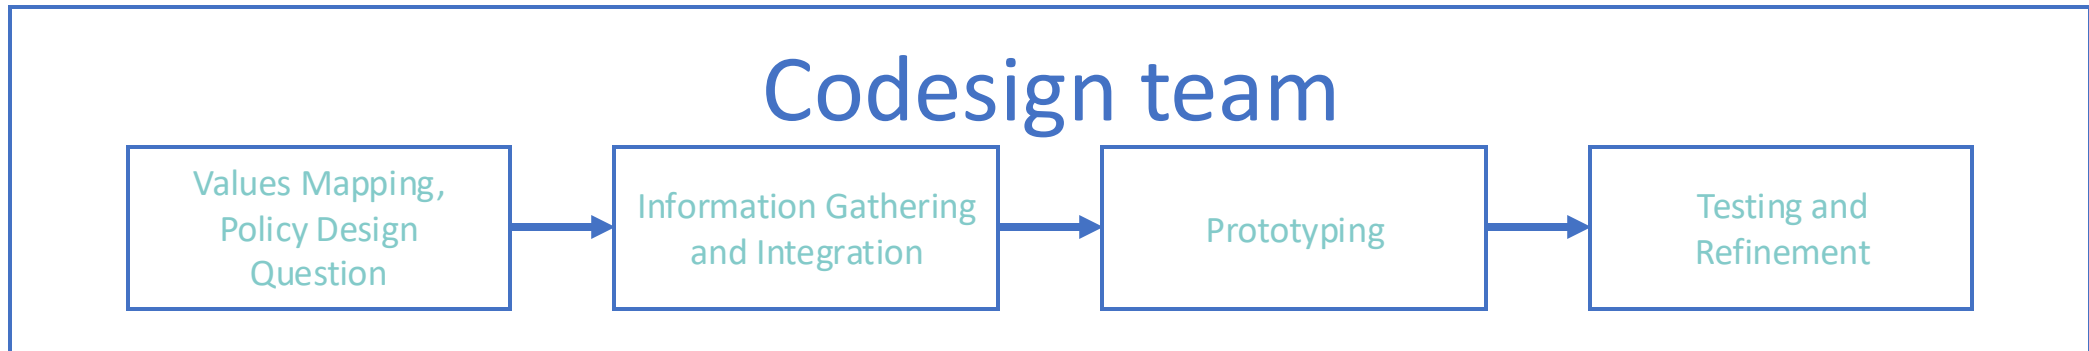 Codesign team
Values Mapping,
Policy Design
Question
Information Gathering
and Integration
Prototyping
Testing and
Refinement